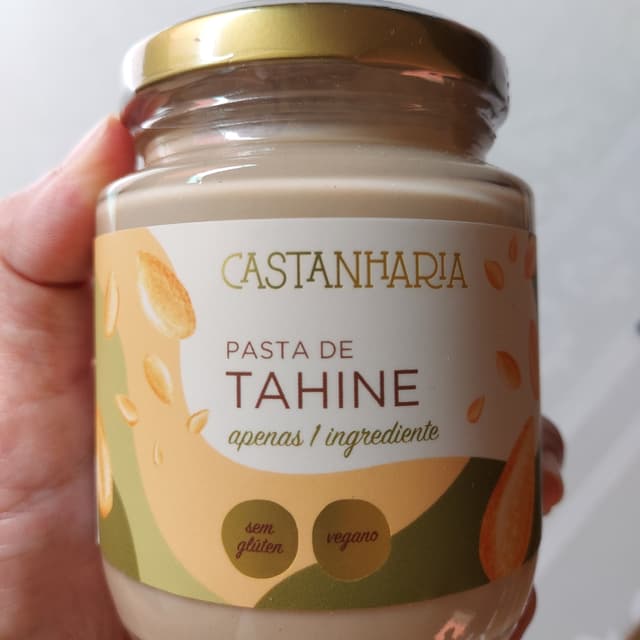 CASTANHARIA
PASTA DE
TAHINE
apenas 1 ingrediente
sem
glúten
vegano